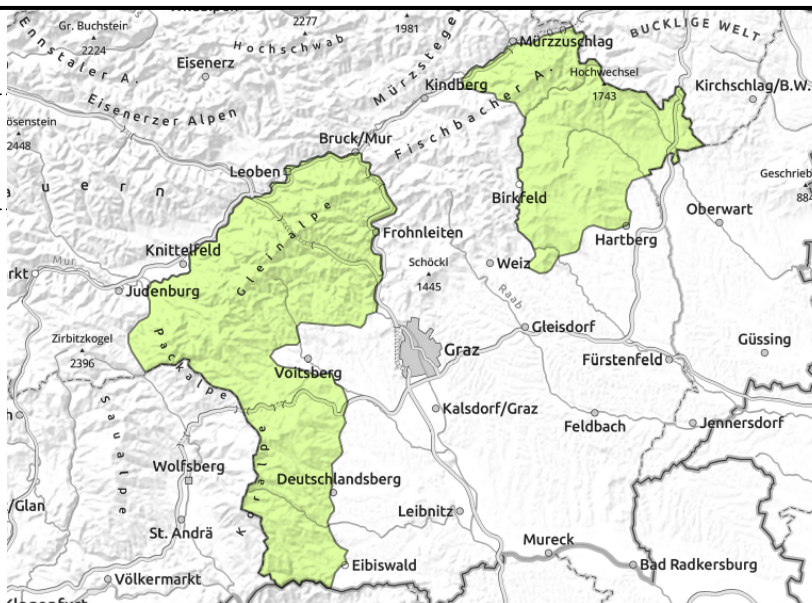 Gr. Buchstein
2224
2277
1981
Hochschwab
Ennstaler A.
Eisenerz
Mürzzuschlag
BUCKLIGE WELT
Hochwechsel
1743
Kindberg
Kirchschlag/B.W.
Eisenerzer Alpen
Fischbacher A.
2448
Bruck/Mur
Leoben
Birkfeld
Oberwart
884
Gleinalpe
Frohnleiten
Hartberg
Knittelfeld
Schöckl
1445
Weiz
Mur
Raab
Judenburg
Zirbitzkogel
2396
Packalpe
Gleisdorf
Graz
Güssing
Fürstenfeld
Voitsberg
Saualpe
Kalsdorf/Graz
Feldbach
Jennersdorf
Wolfsberg
Koralpe
Deutschlandsberg
/Glan
St. Andrä
Leibnitz
Mureck
Eibiswald
Bad Radkersburg
Völkermarkt